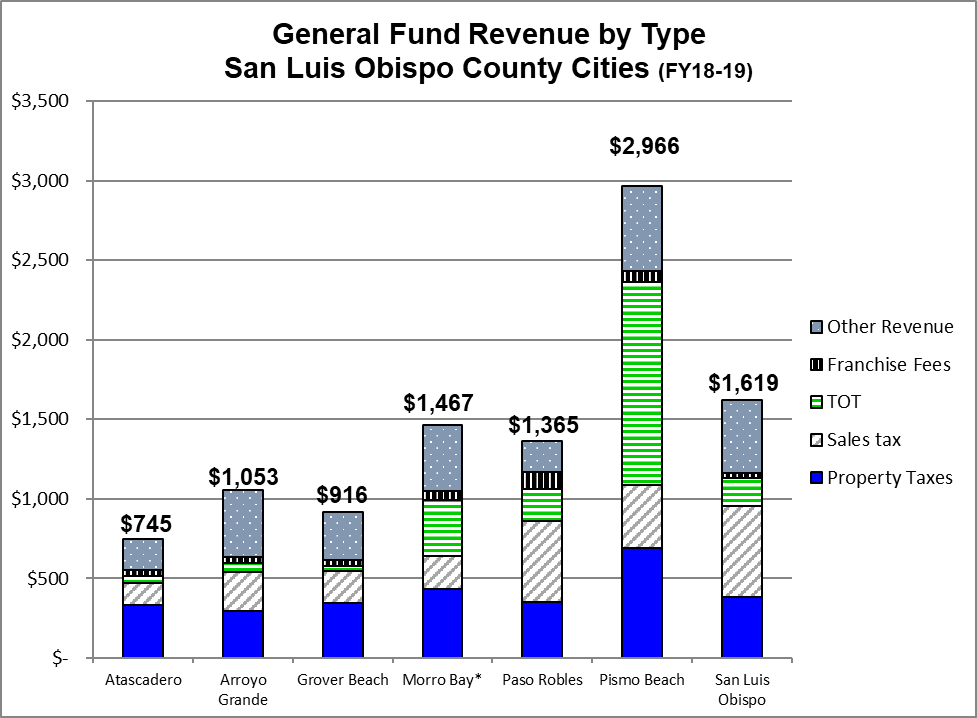 General Fund Revenue by Type
San Luis Obispo County Cities (FY18-19)
$3,500
$3,000
$2,500
$2,000
$1,500
$1,000
$500
$-
$745
$1,053
$916
$1,467
$1,365
$2,966
$1,619
Atascadero
Arroyo
Grande
Grover Beach
Morro Bay*
Paso Robles
Pismo Beach
San Luis
Obispo
Other Revenue
Franchise Fees
TOT
Sales tax
Property Taxes